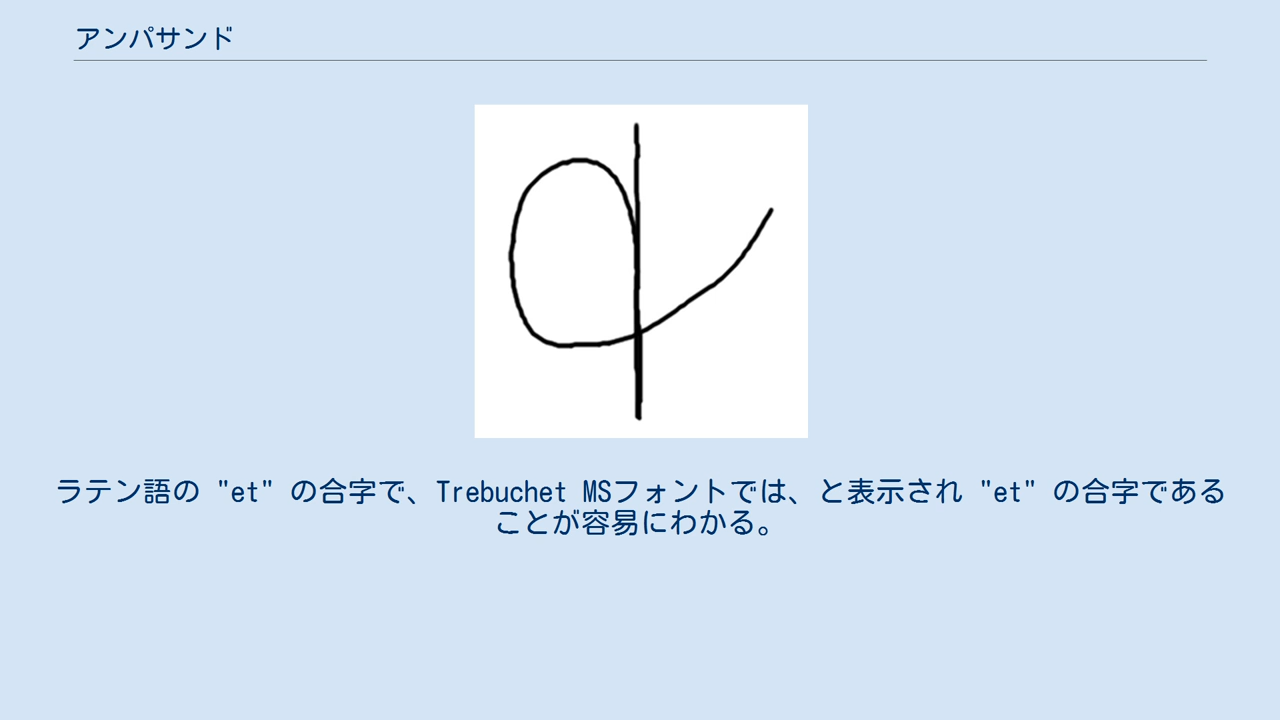 アンパサンド
ラテン語の "et" の合字で、Trebuchet MSフォントでは、と表示され "et" の合字である
ことが容易にわかる。